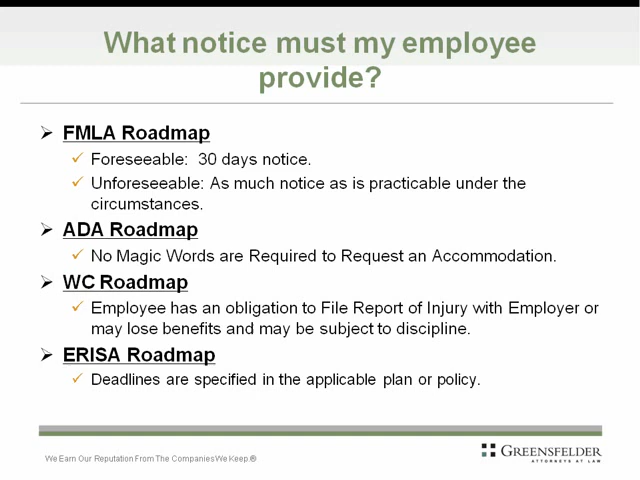 What notice must my employee
provide?
FMLA Roadmap
Foreseeable: 30 days notice.
Unforeseeable: As much notice as is practicable under the
circumstances.
ADA Roadmap
No Magic Words are Required to Request an Accommodation.
WC Roadmap
Employee has an obligation to File Report of Injury with Employer or
may lose benefits and may be subject to discipline.
ERISA Roadmap
Deadlines are specified in the applicable plan or policy.
We Earn Our Reputation From The Companies We Keep.®
GREENSFELDER
ATTORNEYS AT LAW